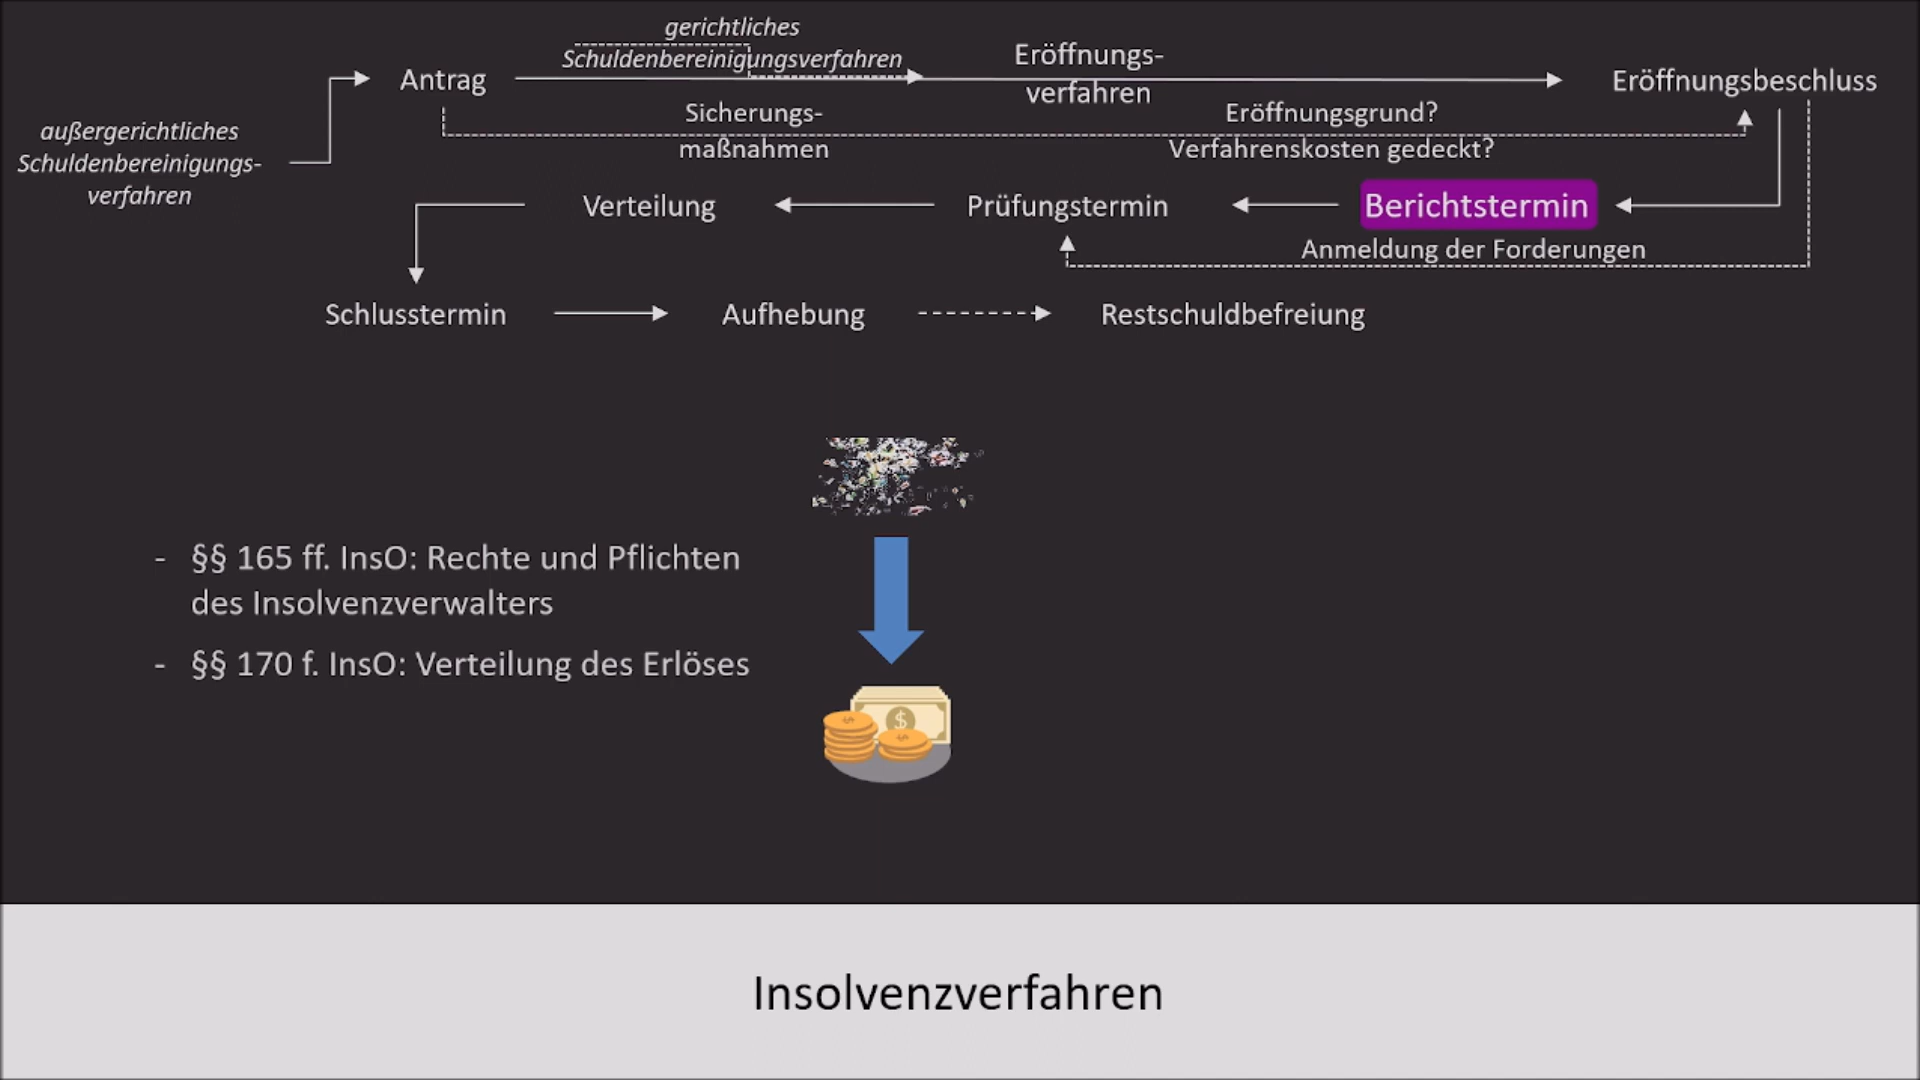 gerichtliches
Schuldenbereinigungsverfahren
Eröffnungs-
verfahren
Antrag
Eröffnungsbeschluss
außergerichtliches
Schuldenbereinigungs-
verfahren
Sicherungs-
maßnahmen
Eröffnungsgrund?
Verfahrenskosten gedeckt?
Verteilung
Prüfungstermin
Berichtstermin
Anmeldung der Forderungen
Schlusstermin
Aufhebung
Restschuldbefreiung
- §§ 165 ff. InsO: Rechte und Pflichten
des Insolvenzverwalters
- §§ 170 f. InsO: Verteilung des Erlöses
Insolvenzverfahren